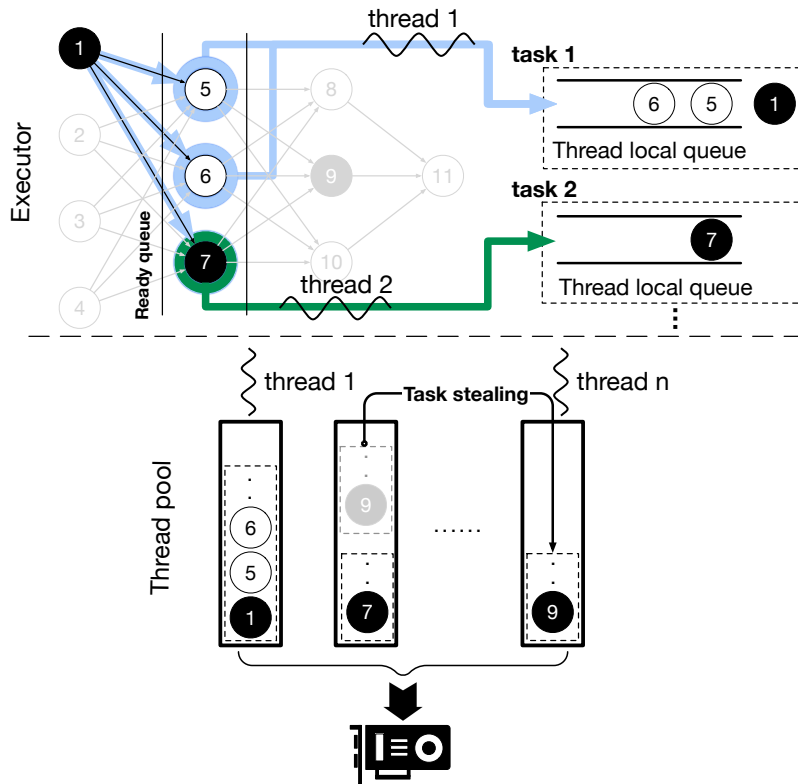 thread 1
1
task 1
5
8
6
5
1
2
Thread local queue
Executor
6
9
11
task 2
3
Ready queue
7
7
10
thread 2
Thread local queue
4
thread 1
Task stealing
thread n
Thread pool
9
6
......
5
1
7
9